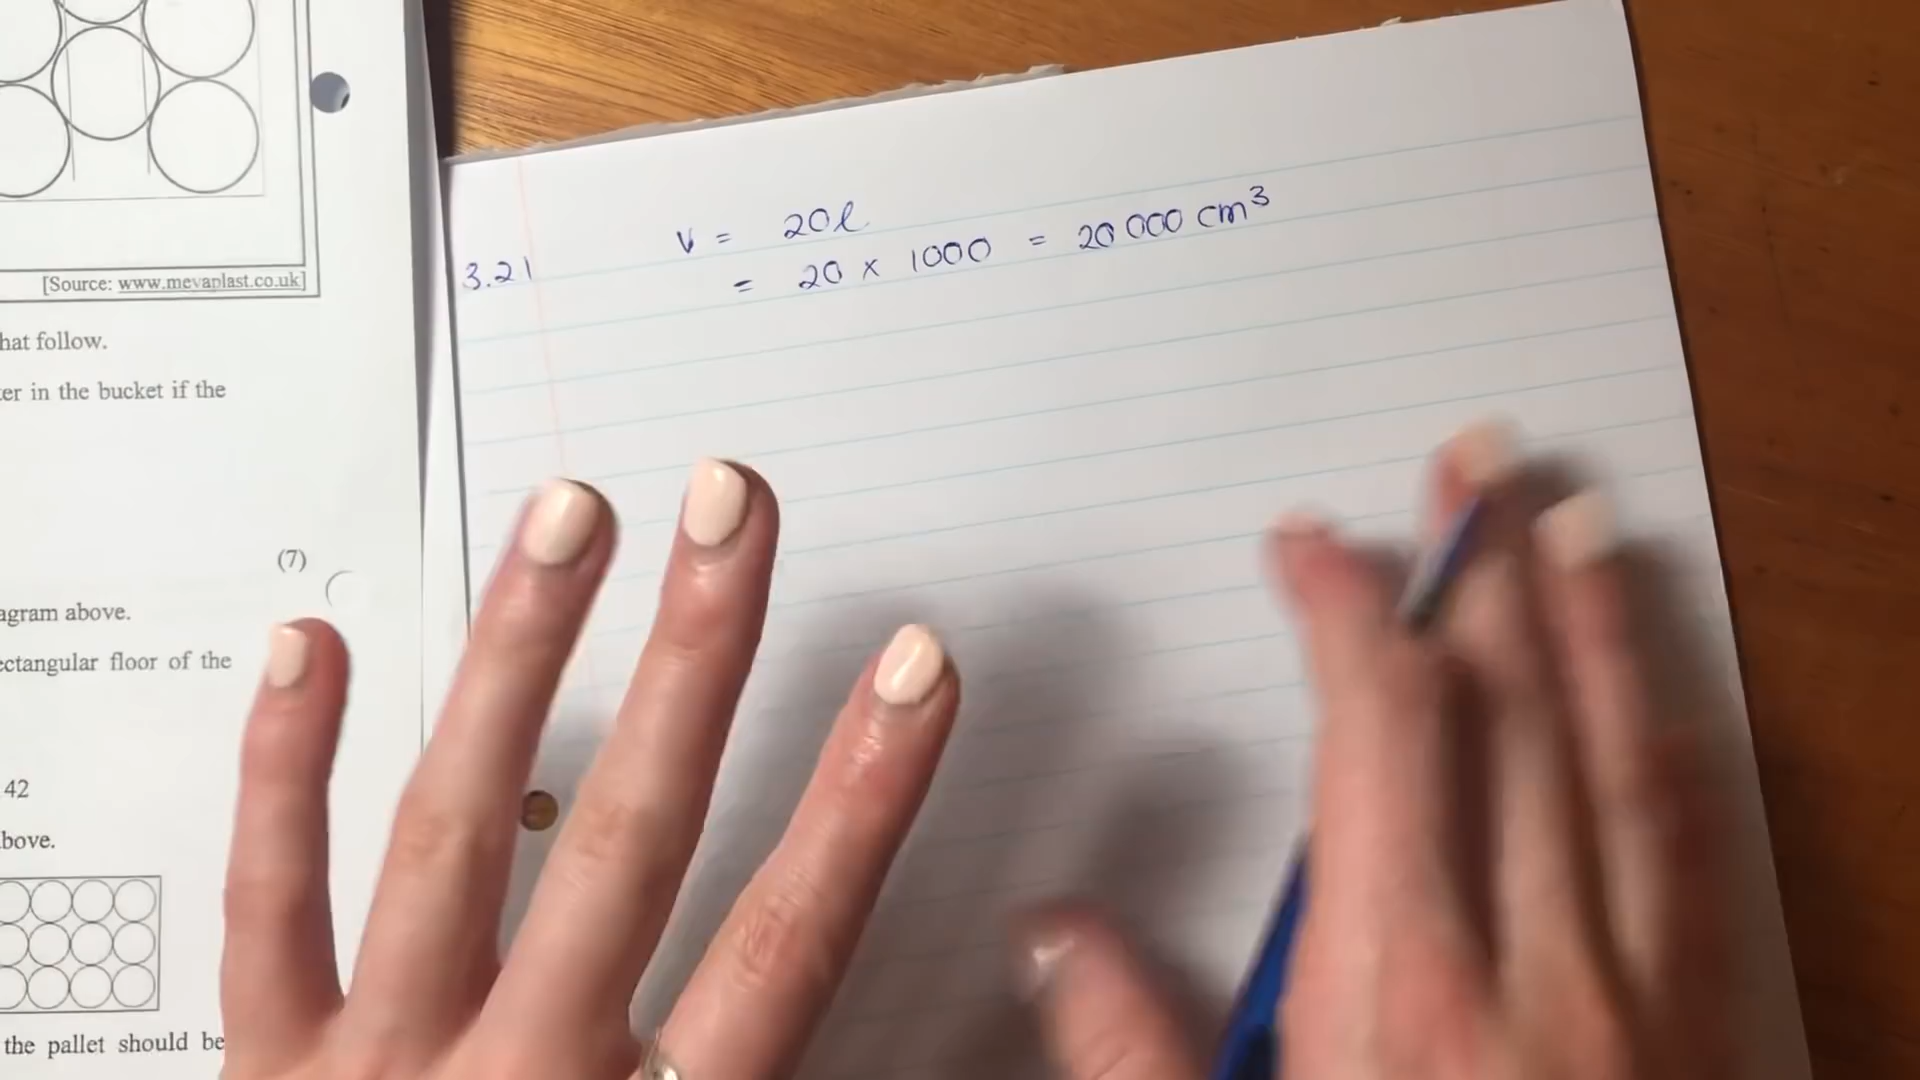 [Source: www.mevaplast.co.uk]
hat follow.
er in the bucket if the
(7)
agram above.
ectangular floor of the
42
bove.
the pallet should be
3.21
V = 20ℓ
= 20 × 1000 = 20 000 cm³